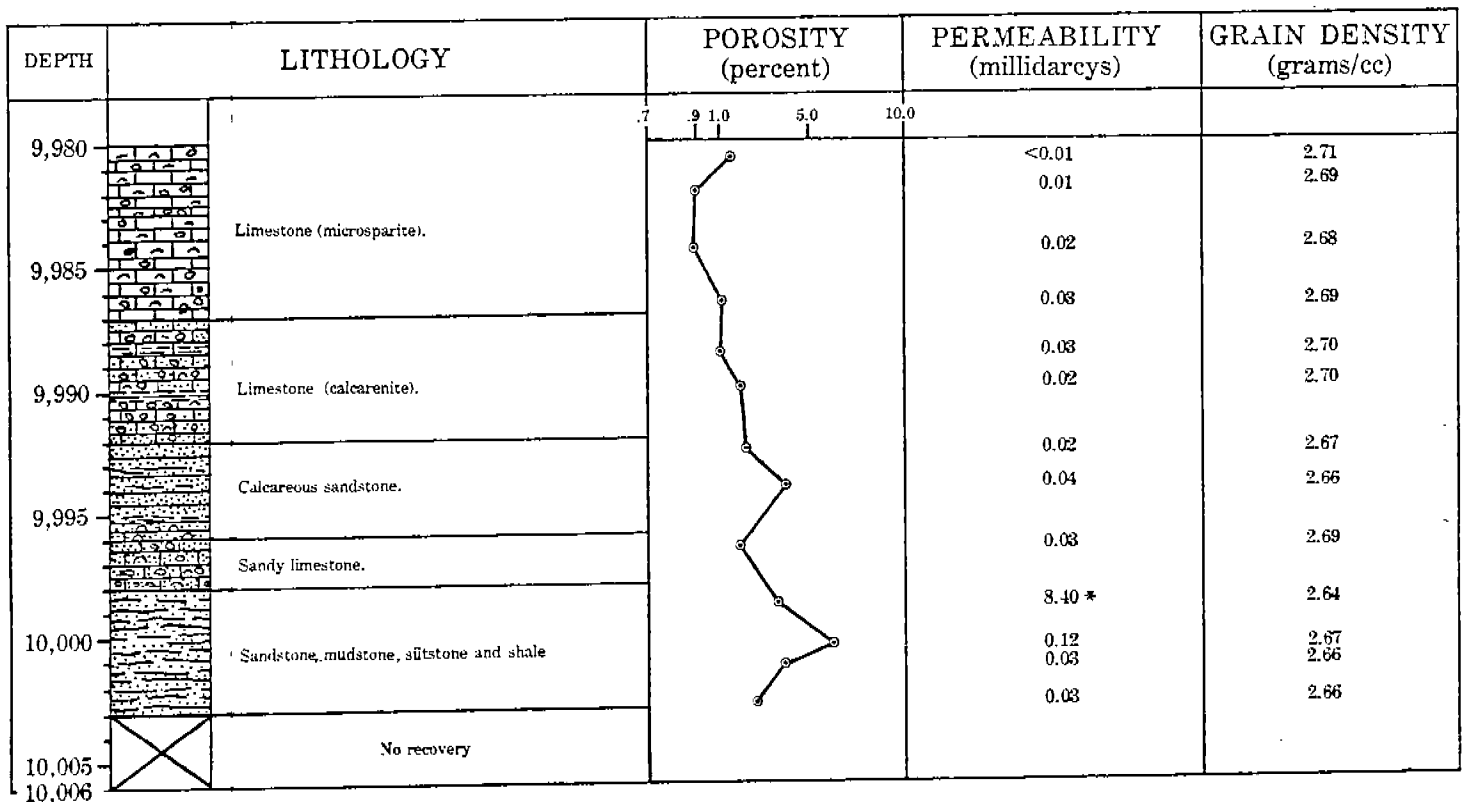 DEPTH
LITHOLOGY
POROSITY
(percent)
PERMEABILITY
(millidarcys)
GRAIN DENSITY
(grams/cc)
.7 .9 1.0 5.0 10.0
9,980
<0.01 2.71
0.01 2.69
Limestone (microsparite).
0.02 2.68
9,985
0.03 2.69
0.03 2.70
0.02 2.70
9,990
Limestone (calcarenite).
0.02 2.67
0.04 2.66
Calcareous sandstone.
9,995
0.03 2.69
Sandy limestone.
8.40 * 2.64
10,000
0.12 2.67
Sandstone, mudstone, siltstone and shale
0.03 2.66
0.03 2.66
No recovery
10,005
10,006